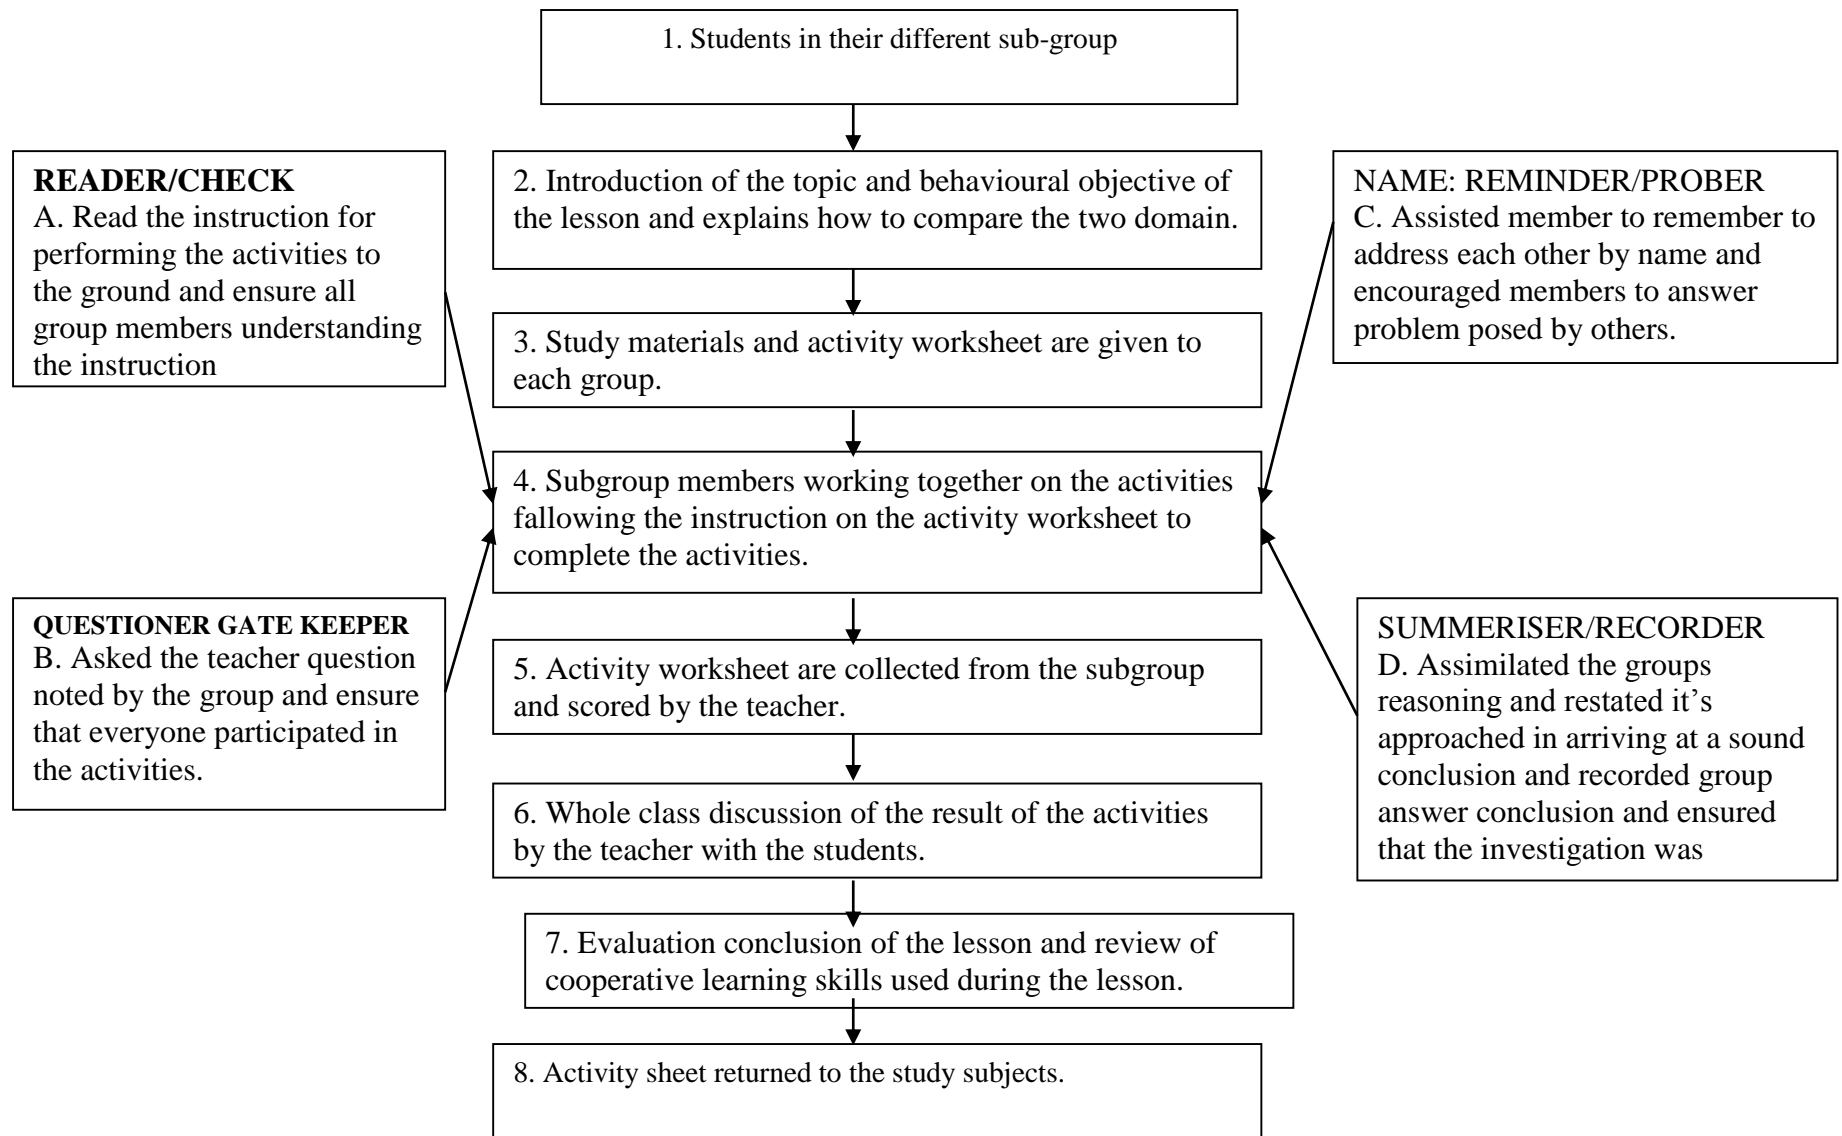 1. Students in their different sub-group
READER/CHECK
A. Read the instruction for
performing the activities to
the ground and ensure all
group members understanding
the instruction
2. Introduction of the topic and behavioural objective of
the lesson and explains how to compare the two domain.
NAME: REMINDER/PROBER
C. Assisted member to remember to
address each other by name and
encouraged members to answer
problem posed by others.
3. Study materials and activity worksheet are given to
each group.
4. Subgroup members working together on the activities
fallowing the instruction on the activity worksheet to
complete the activities.
QUESTIONER GATE KEEPER
B. Asked the teacher question
noted by the group and ensure
that everyone participated in
the activities.
5. Activity worksheet are collected from the subgroup
and scored by the teacher.
SUMMERISER/RECORDER
D. Assimilated the groups
reasoning and restated it’s
approached in arriving at a sound
conclusion and recorded group
answer conclusion and ensured
that the investigation was
6. Whole class discussion of the result of the activities
by the teacher with the students.
7. Evaluation conclusion of the lesson and review of
cooperative learning skills used during the lesson.
8. Activity sheet returned to the study subjects.